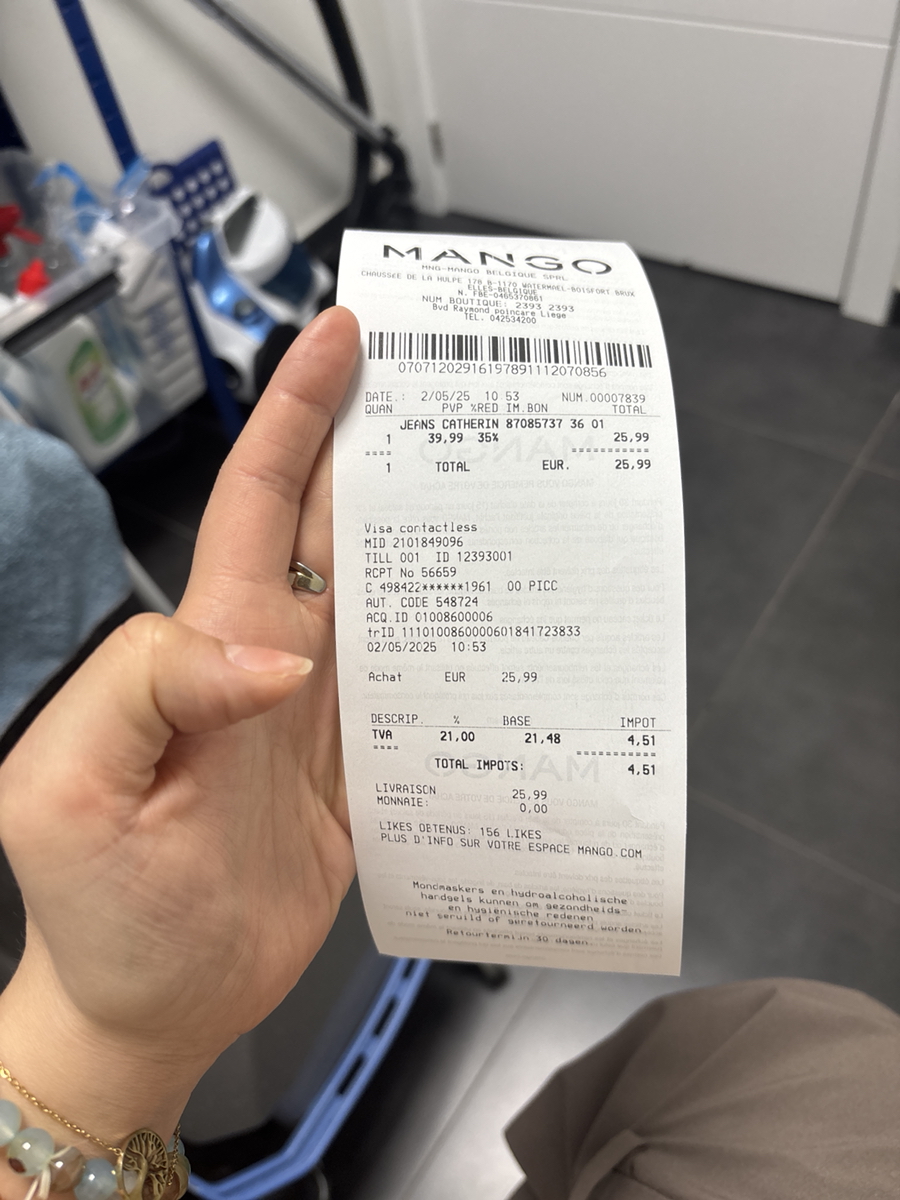 MANGO
MNG-MANGO BELGIQUE SPRL
CHAUSSEE DE LA HULPE 178 B-1170 WATERMAEL-BOISFORT BRUX
ELLES-BELGIQUE
N. FBE-0465370861
NUM BOUTIQUE: 2393 2393
Bvd Raymond poincare Liege
TEL. 042534200
07071202916197891112070856
DATE.: 2/05/25 10 53 NUM.00007839
QUAN PVP %RED IM.BON TOTAL
JEANS CATHERIN 87085737 36 01
1 39,99 35% 25,99
==== ===========
1 TOTAL EUR. 25,99
Visa contactless
MID 2101849096
TILL 001 ID 12393001
RCPT No 56659
C 498422******1961 00 PICC
AUT. CODE 548724
ACQ.ID 01008600006
trID 1110100860000601841723833
02/05/2025 10:53
Achat EUR 25,99
DESCRIP. % BASE IMPOT
TVA 21,00 21,48 4,51
==== ===========
TOTAL IMPOTS: 4,51
LIVRAISON 25,99
MONNAIE: 0,00
LIKES OBTENUS: 156 LIKES
PLUS D'INFO SUR VOTRE ESPACE MANGO.COM
Mondmaskers en hydroalcoholische
handgels kunnen om gezondheids-
en hygiënische redenen
niet geruild of geretourneerd worden
Retourtermijn 30 dagen.